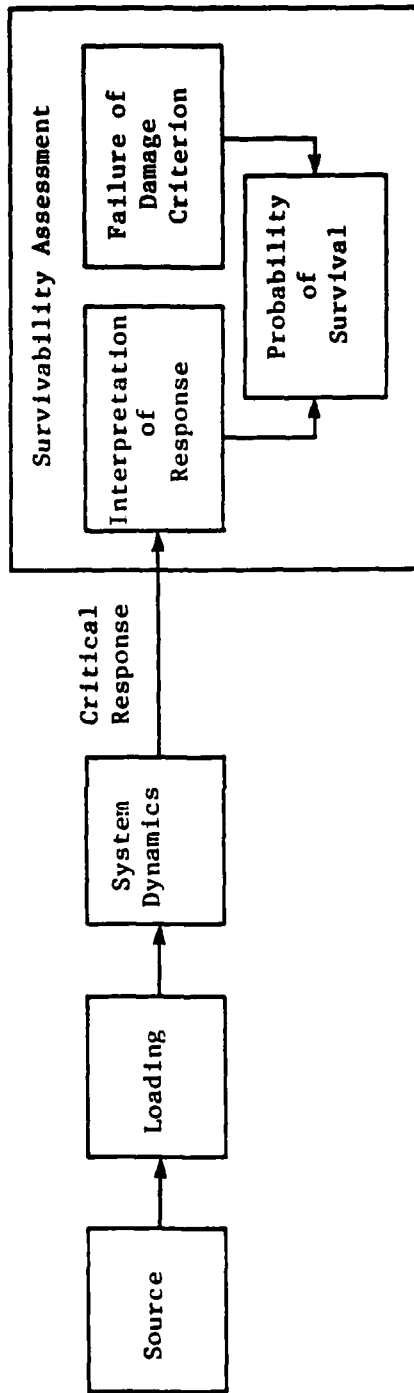 Source
Loading
System
Dynamics
Critical
Response
Survivability Assessment
Interpretation
of
Response
Failure of
Damage
Criterion
Probability
of
Survival